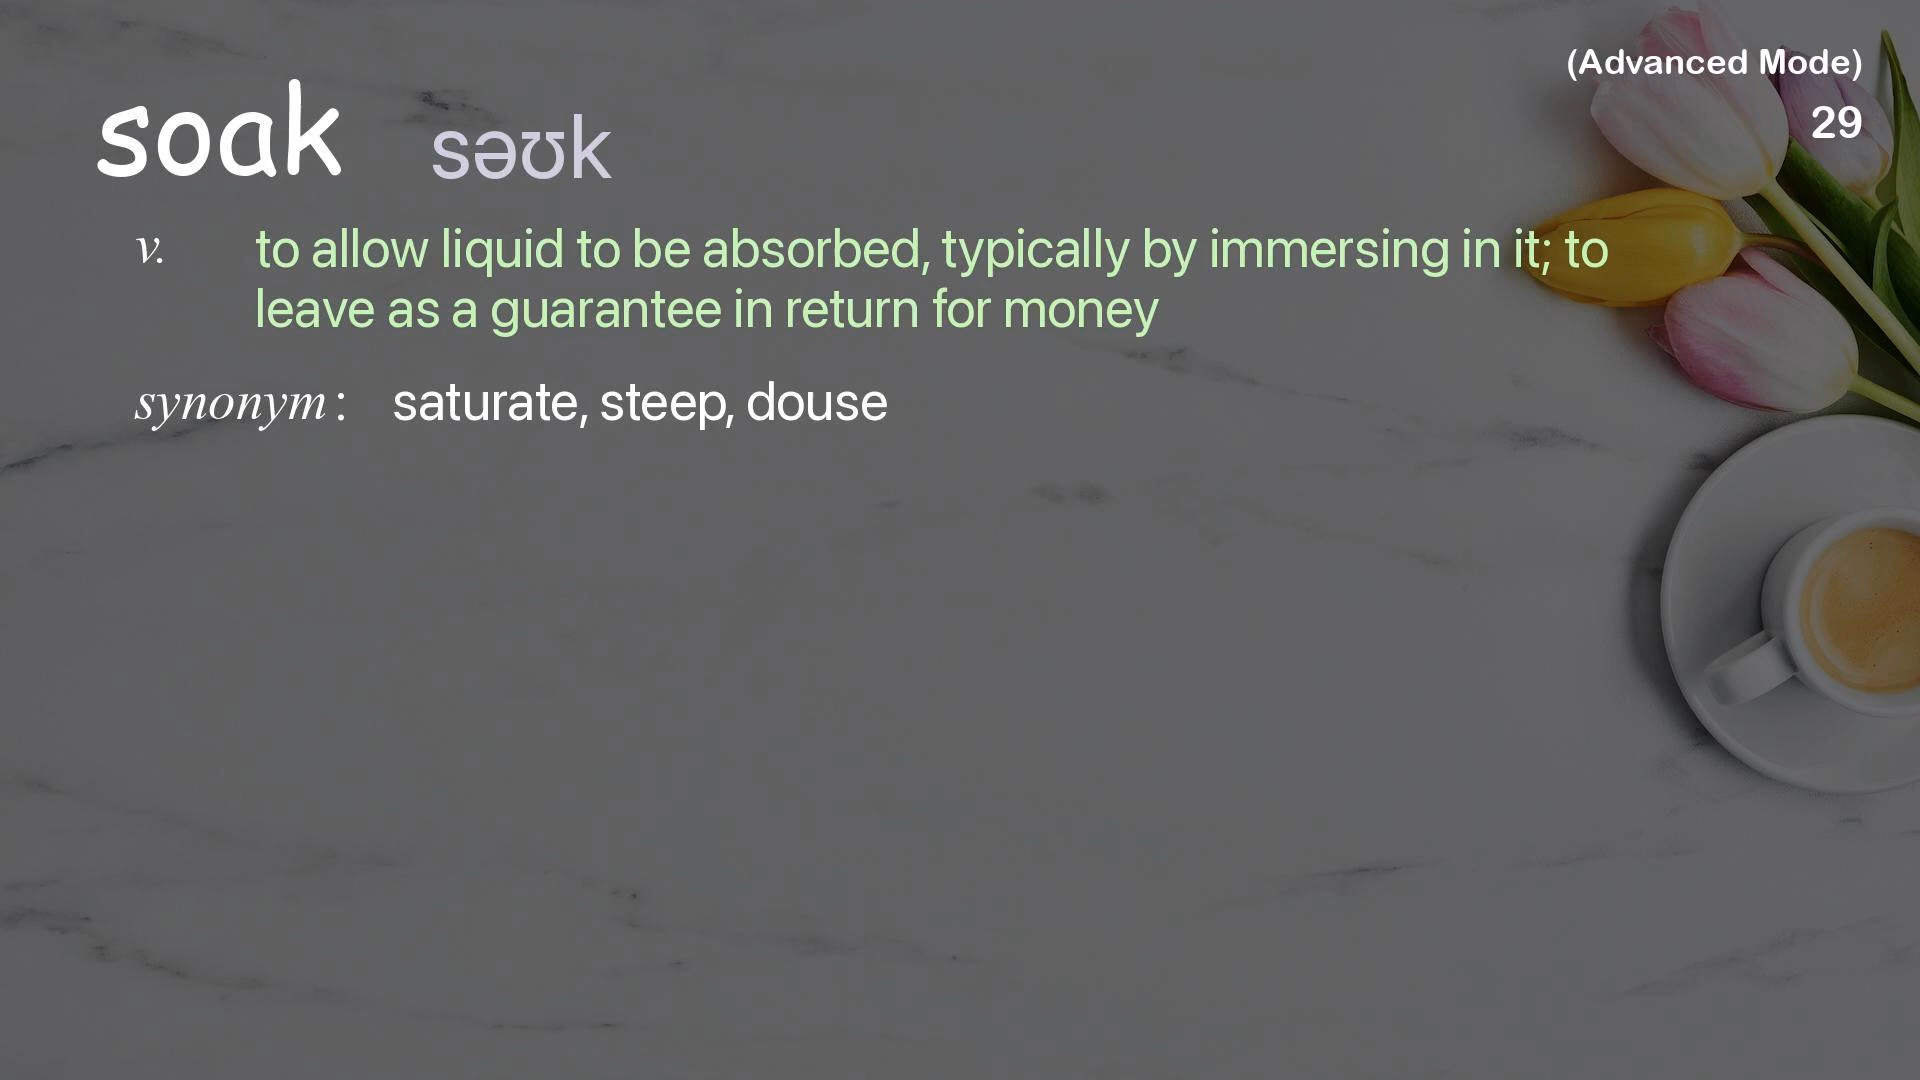 (Advanced Mode)
29
soak səʊk
v. to allow liquid to be absorbed, typically by immersing in it; to
leave as a guarantee in return for money
synonym: saturate, steep, douse